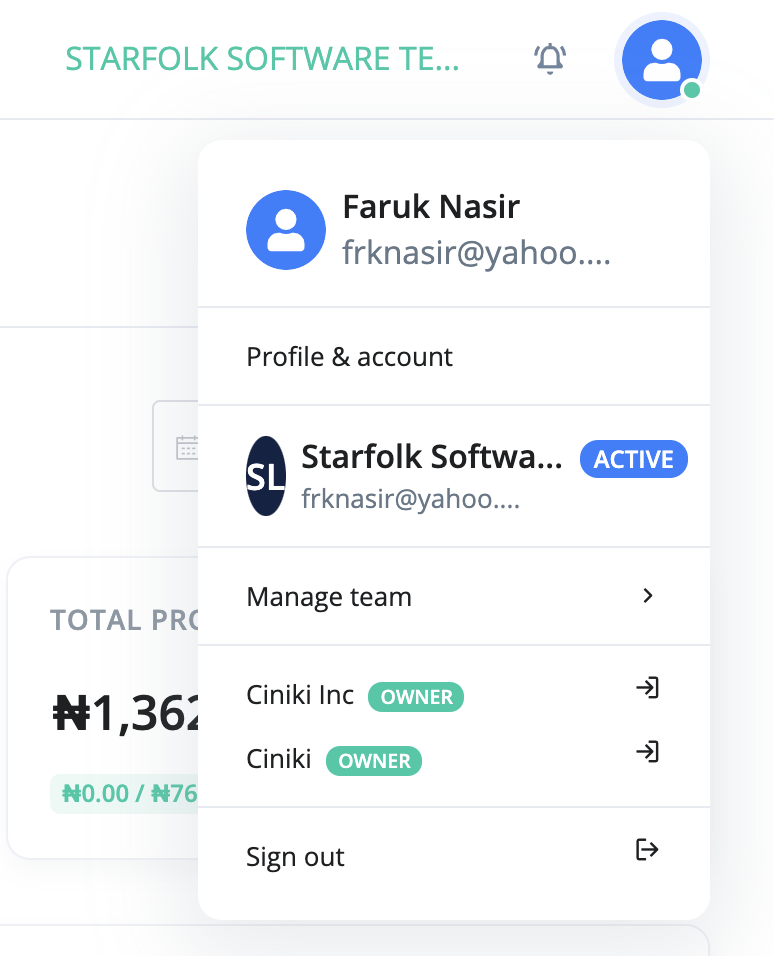 STARFOLK SOFTWARE TE...
Faruk Nasir
frknasir@yahoo....
Profile & account
SL
Starfolk Softwa...
ACTIVE
frknasir@yahoo....
TOTAL PRO
Manage team
₦1,362
Ciniki Inc OWNER
Ciniki OWNER
₦0.00 / ₦76
Sign out